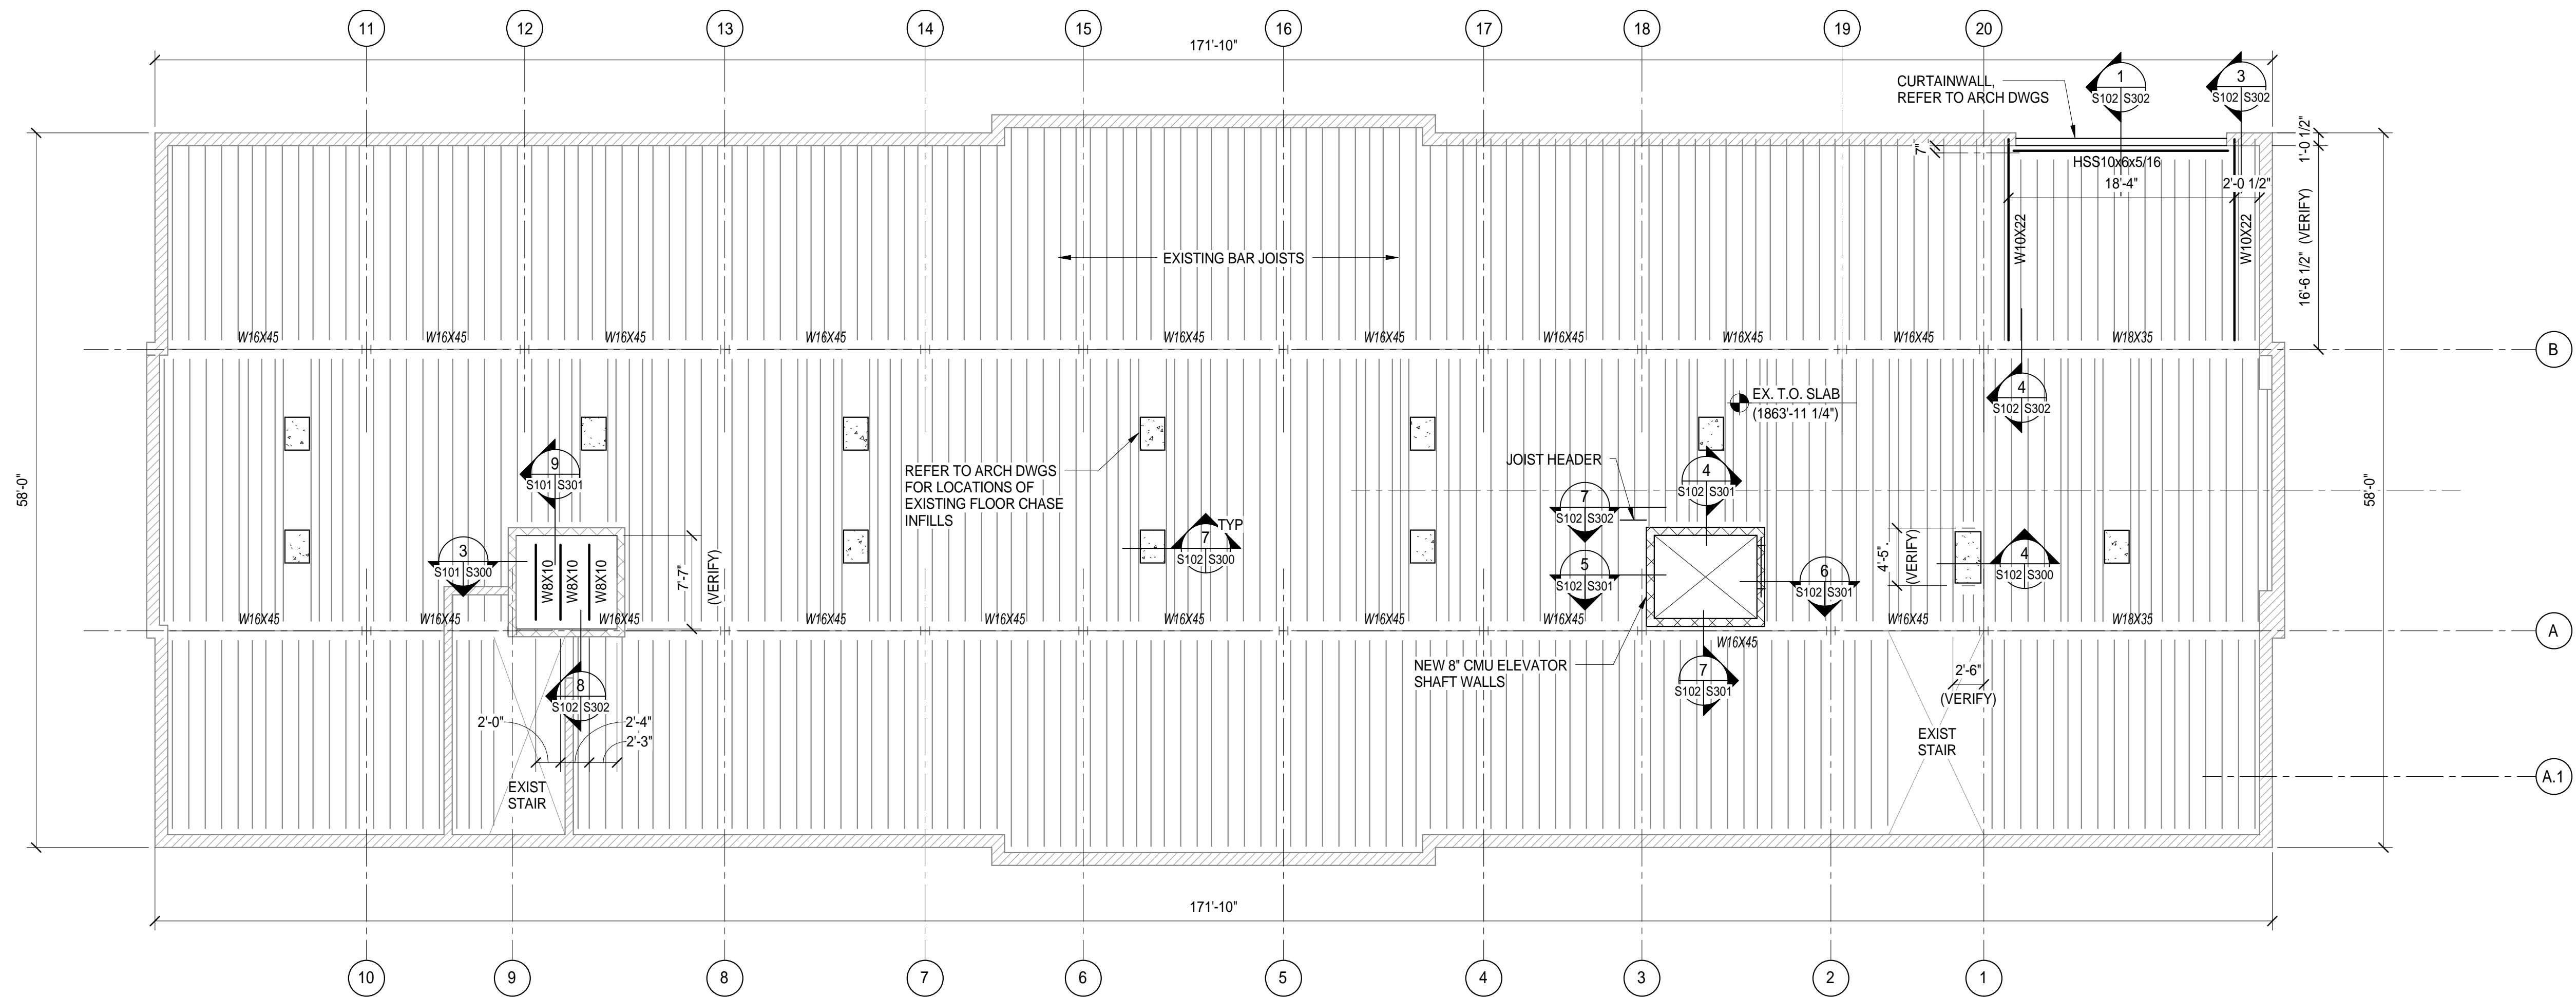 11
12
13
14
15
16
17
18
19
20
171'-10"
CURTAINWALL,
REFER TO ARCH DWGS
1
S102 S302
3
S102 S302
1'-0 1/2"
7"
HSS10x6x5/16
18'-4"
2'-0 1/2"
W10X22
W10X22
16'-6 1/2" (VERIFY)
EXISTING BAR JOISTS
W16X45
W16X45
W16X45
W16X45
W16X45
W16X45
W16X45
W16X45
W16X45
W18X35
B
EX. T.O. SLAB
(1863'-11 1/4")
4
S102 S302
58'-0"
58'-0"
9
S101 S301
REFER TO ARCH DWGS
FOR LOCATIONS OF
EXISTING FLOOR CHASE
INFILLS
JOIST HEADER
4
S102 S301
7
S102 S302
TYP
7
S102 S300
3
S101 S300
W8X10
W8X10
W8X10
7'-7"
(VERIFY)
5
S102 S301
6
S102 S301
4'-5"
(VERIFY)
4
S102 S300
W16X45
W16X45
W16X45
W16X45
W16X45
W16X45
W16X45
W16X45
W16X45
W16X45
W18X35
A
NEW 8" CMU ELEVATOR
SHAFT WALLS
7
S102 S301
8
S102 S302
2'-6"
(VERIFY)
2'-0"
2'-4"
2'-3"
EXIST
STAIR
EXIST
STAIR
A.1
171'-10"
10
9
8
7
6
5
4
3
2
1